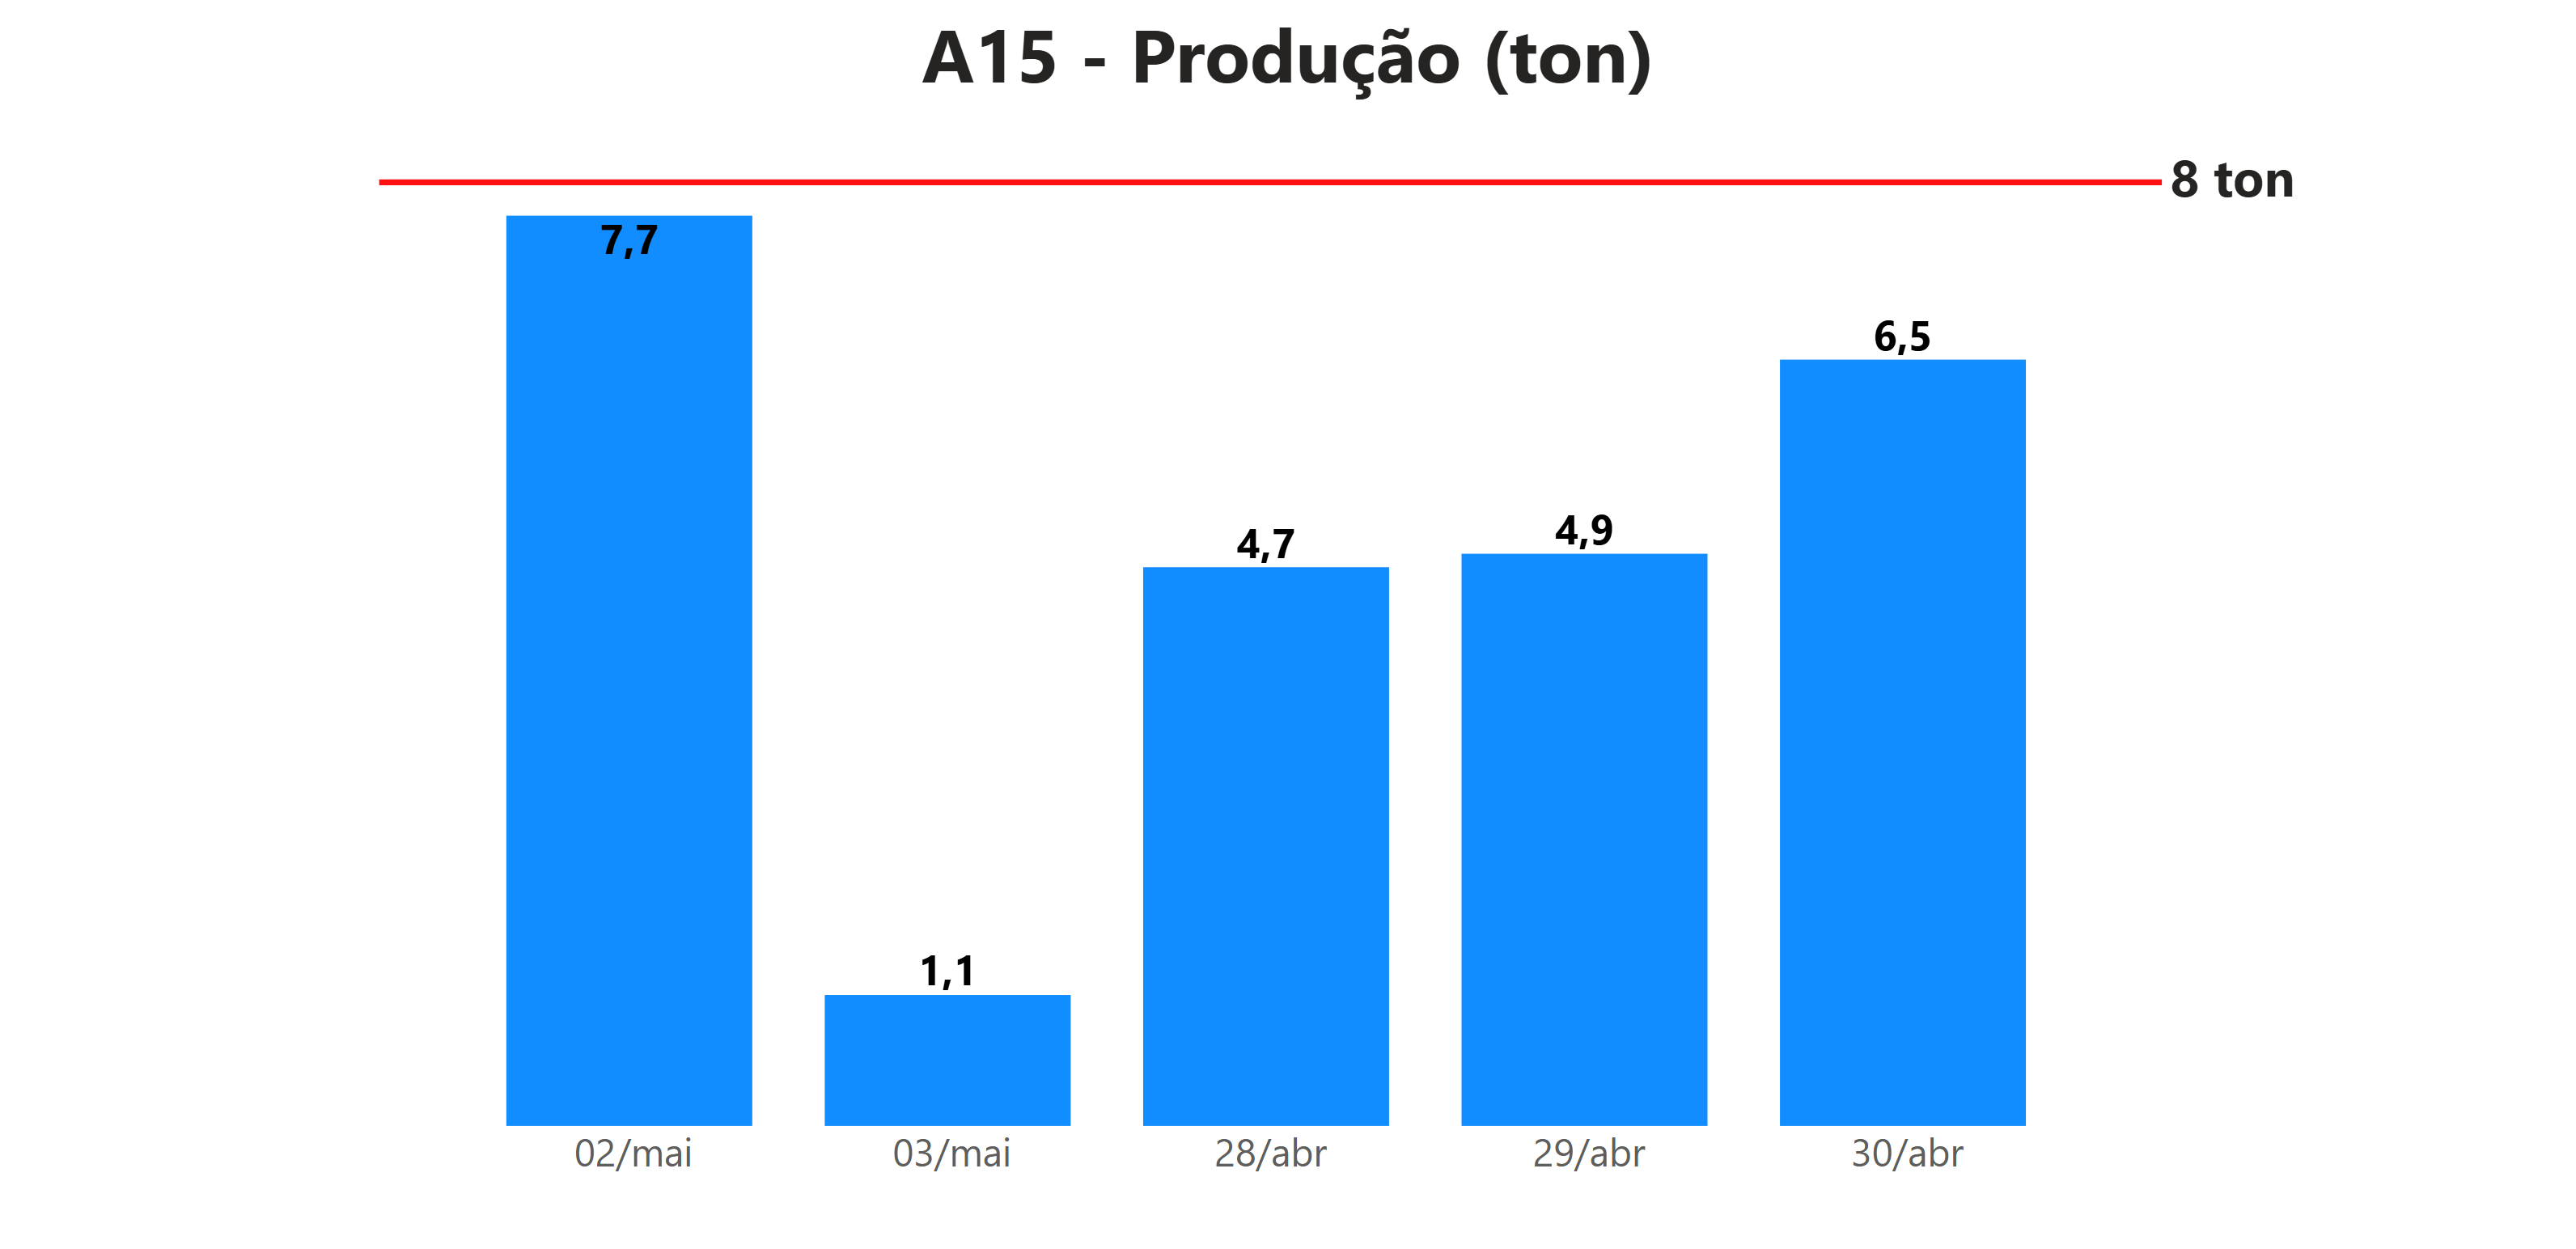 A15 - Produção (ton)
8 ton
7,7
1,1
4,7
4,9
6,5
02/mai
03/mai
28/abr
29/abr
30/abr